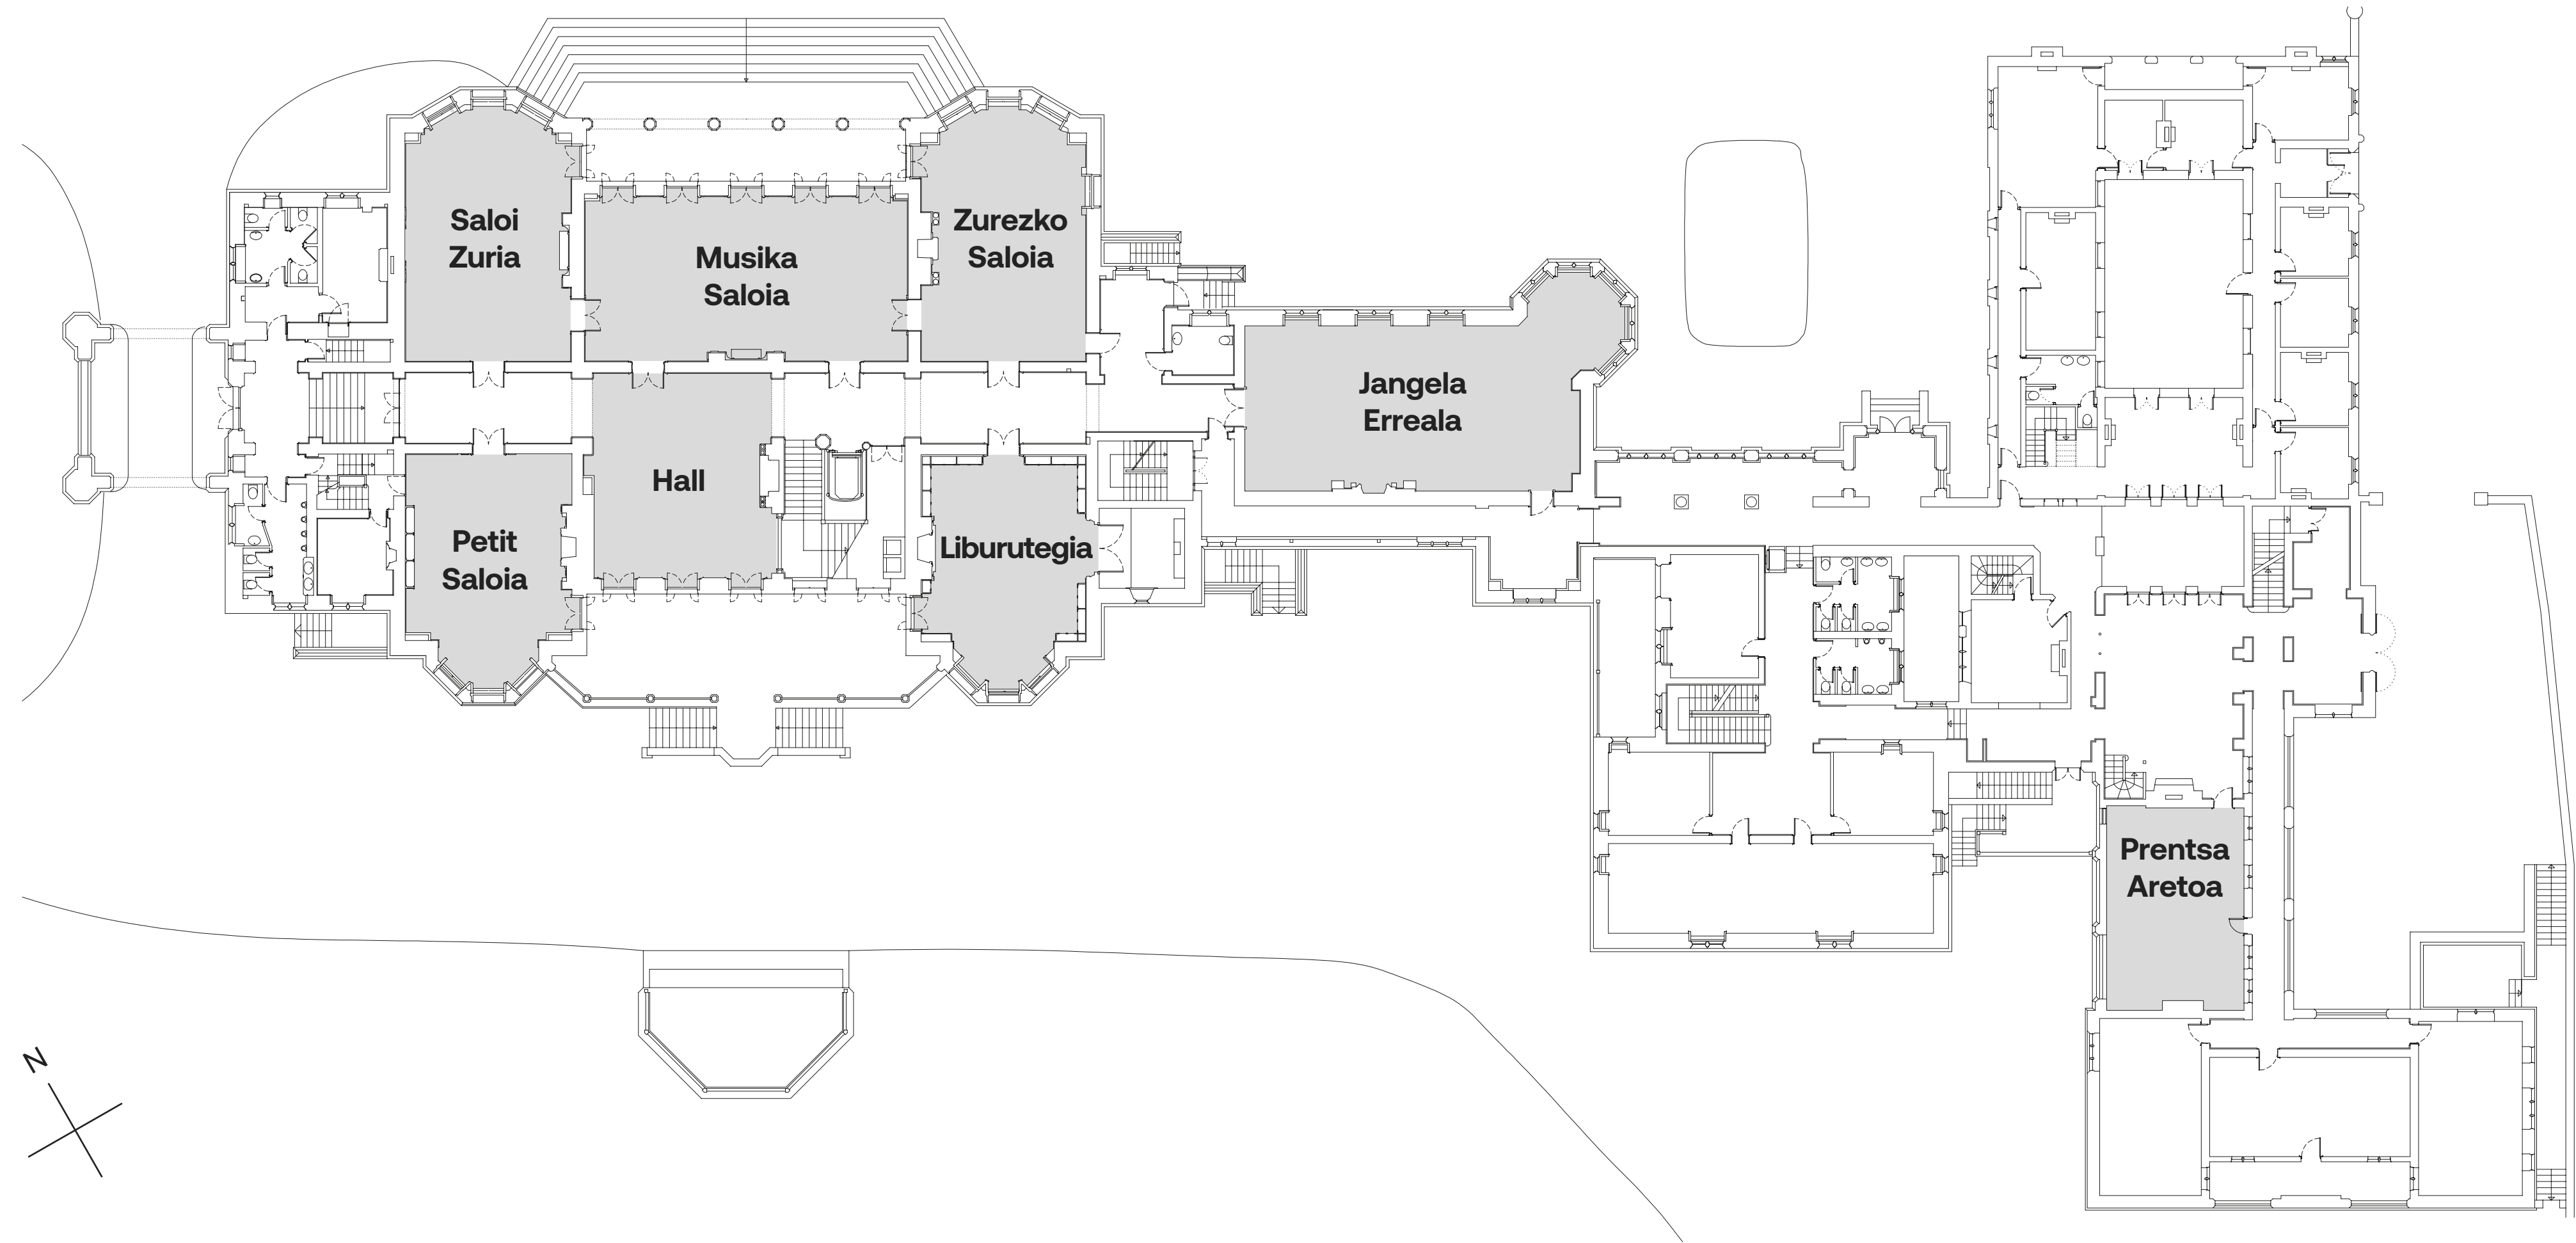 Saloi
Zuria
Musika
Saloia
Zurezko
Saloia
Jangela
Erreala
Hall
Petit
Saloia
Liburutegia
Prentsa
Aretoa
N